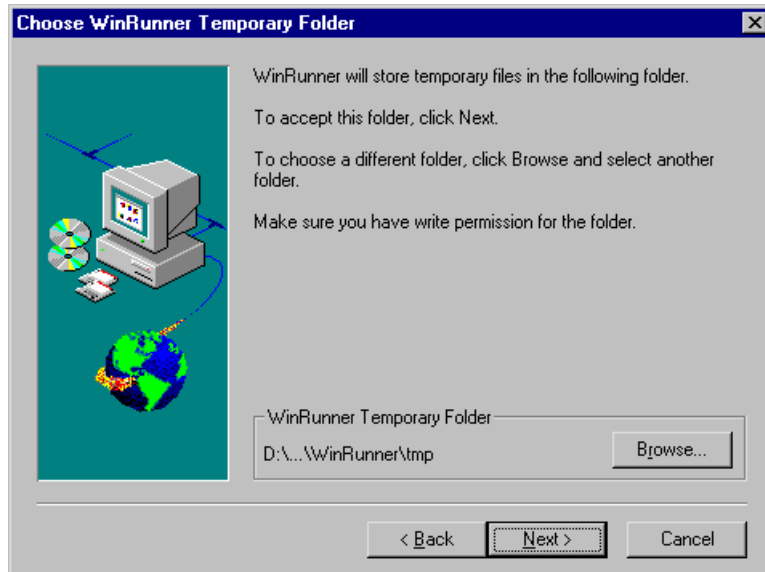 Choose WinRunner Temporary Folder
WinRunner will store temporary files in the following folder.
To accept this folder, click Next.
To choose a different folder, click Browse and select another
folder.
Make sure you have write permission for the folder.
WinRunner Temporary Folder
D:\...\WinRunner\tmp
Browse...
< Back
Next >
Cancel